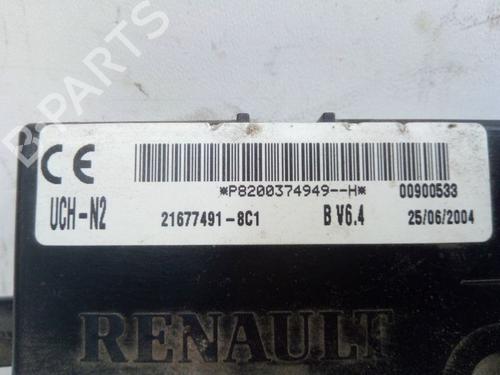 B-PARTS
CE
*P8200374949--H* 00900533
UCH-N2 21677491-8C1 B V6.4 25/06/2004
RENAULT